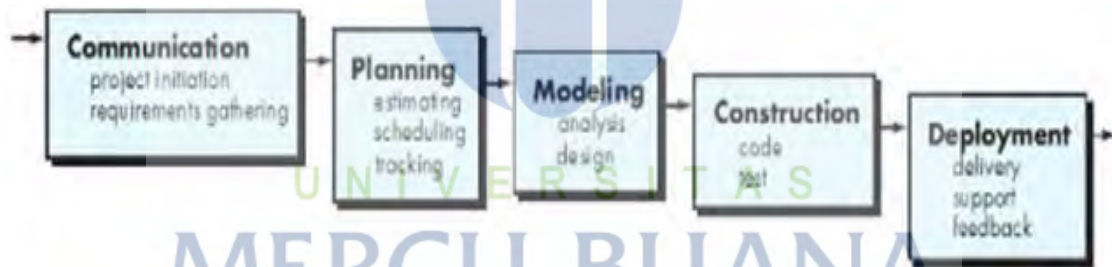 Communication
project initiation
requirements gathering
Planning
estimating
scheduling
tracking
Modeling
analysis
design
Construction
code
test
Deployment
delivery
support
feedback
UNIVERSITAS
MERCU BUANA